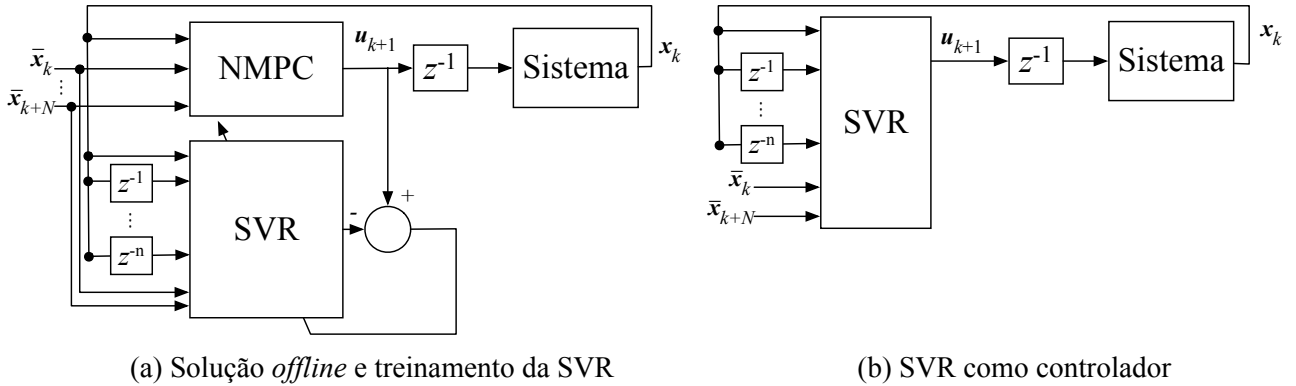 x̄ₖ
⋮
x̄ₖ₊N
NMPC
uₖ₊₁
z⁻¹
Sistema
xₖ
z⁻¹
⋮
z⁻ⁿ
SVR
-
+
(a) Solução offline e treinamento da SVR
z⁻¹
⋮
z⁻ⁿ
x̄ₖ
x̄ₖ₊N
SVR
uₖ₊₁
z⁻¹
Sistema
xₖ
(b) SVR como controlador